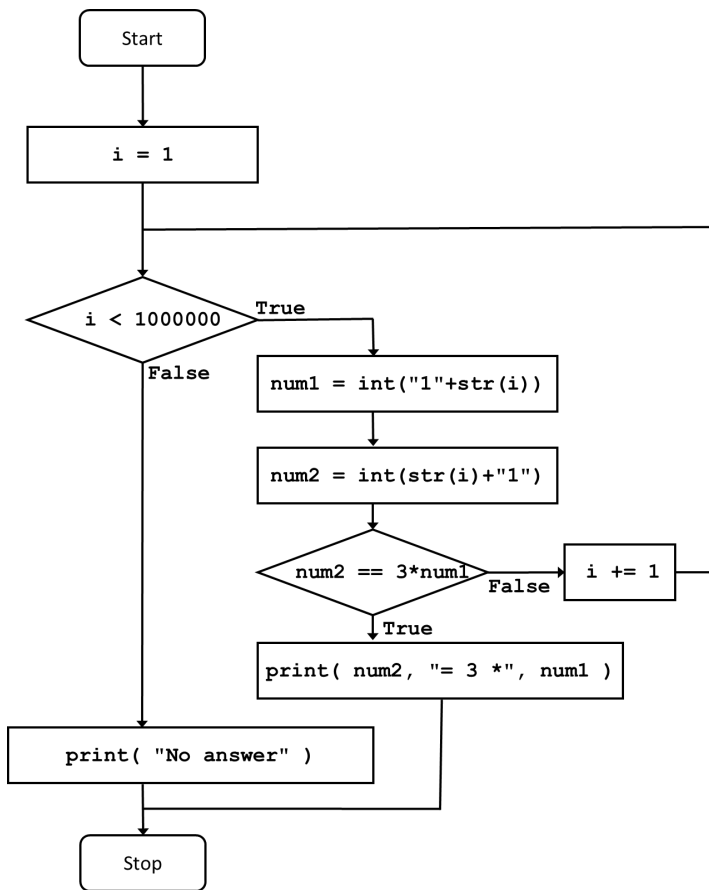 Start
i = 1
i < 1000000
True
False
num1 = int("1"+str(i))
num2 = int(str(i)+"1")
num2 == 3*num1
False
i += 1
True
print( num2, "= 3 *", num1 )
print( "No answer" )
Stop